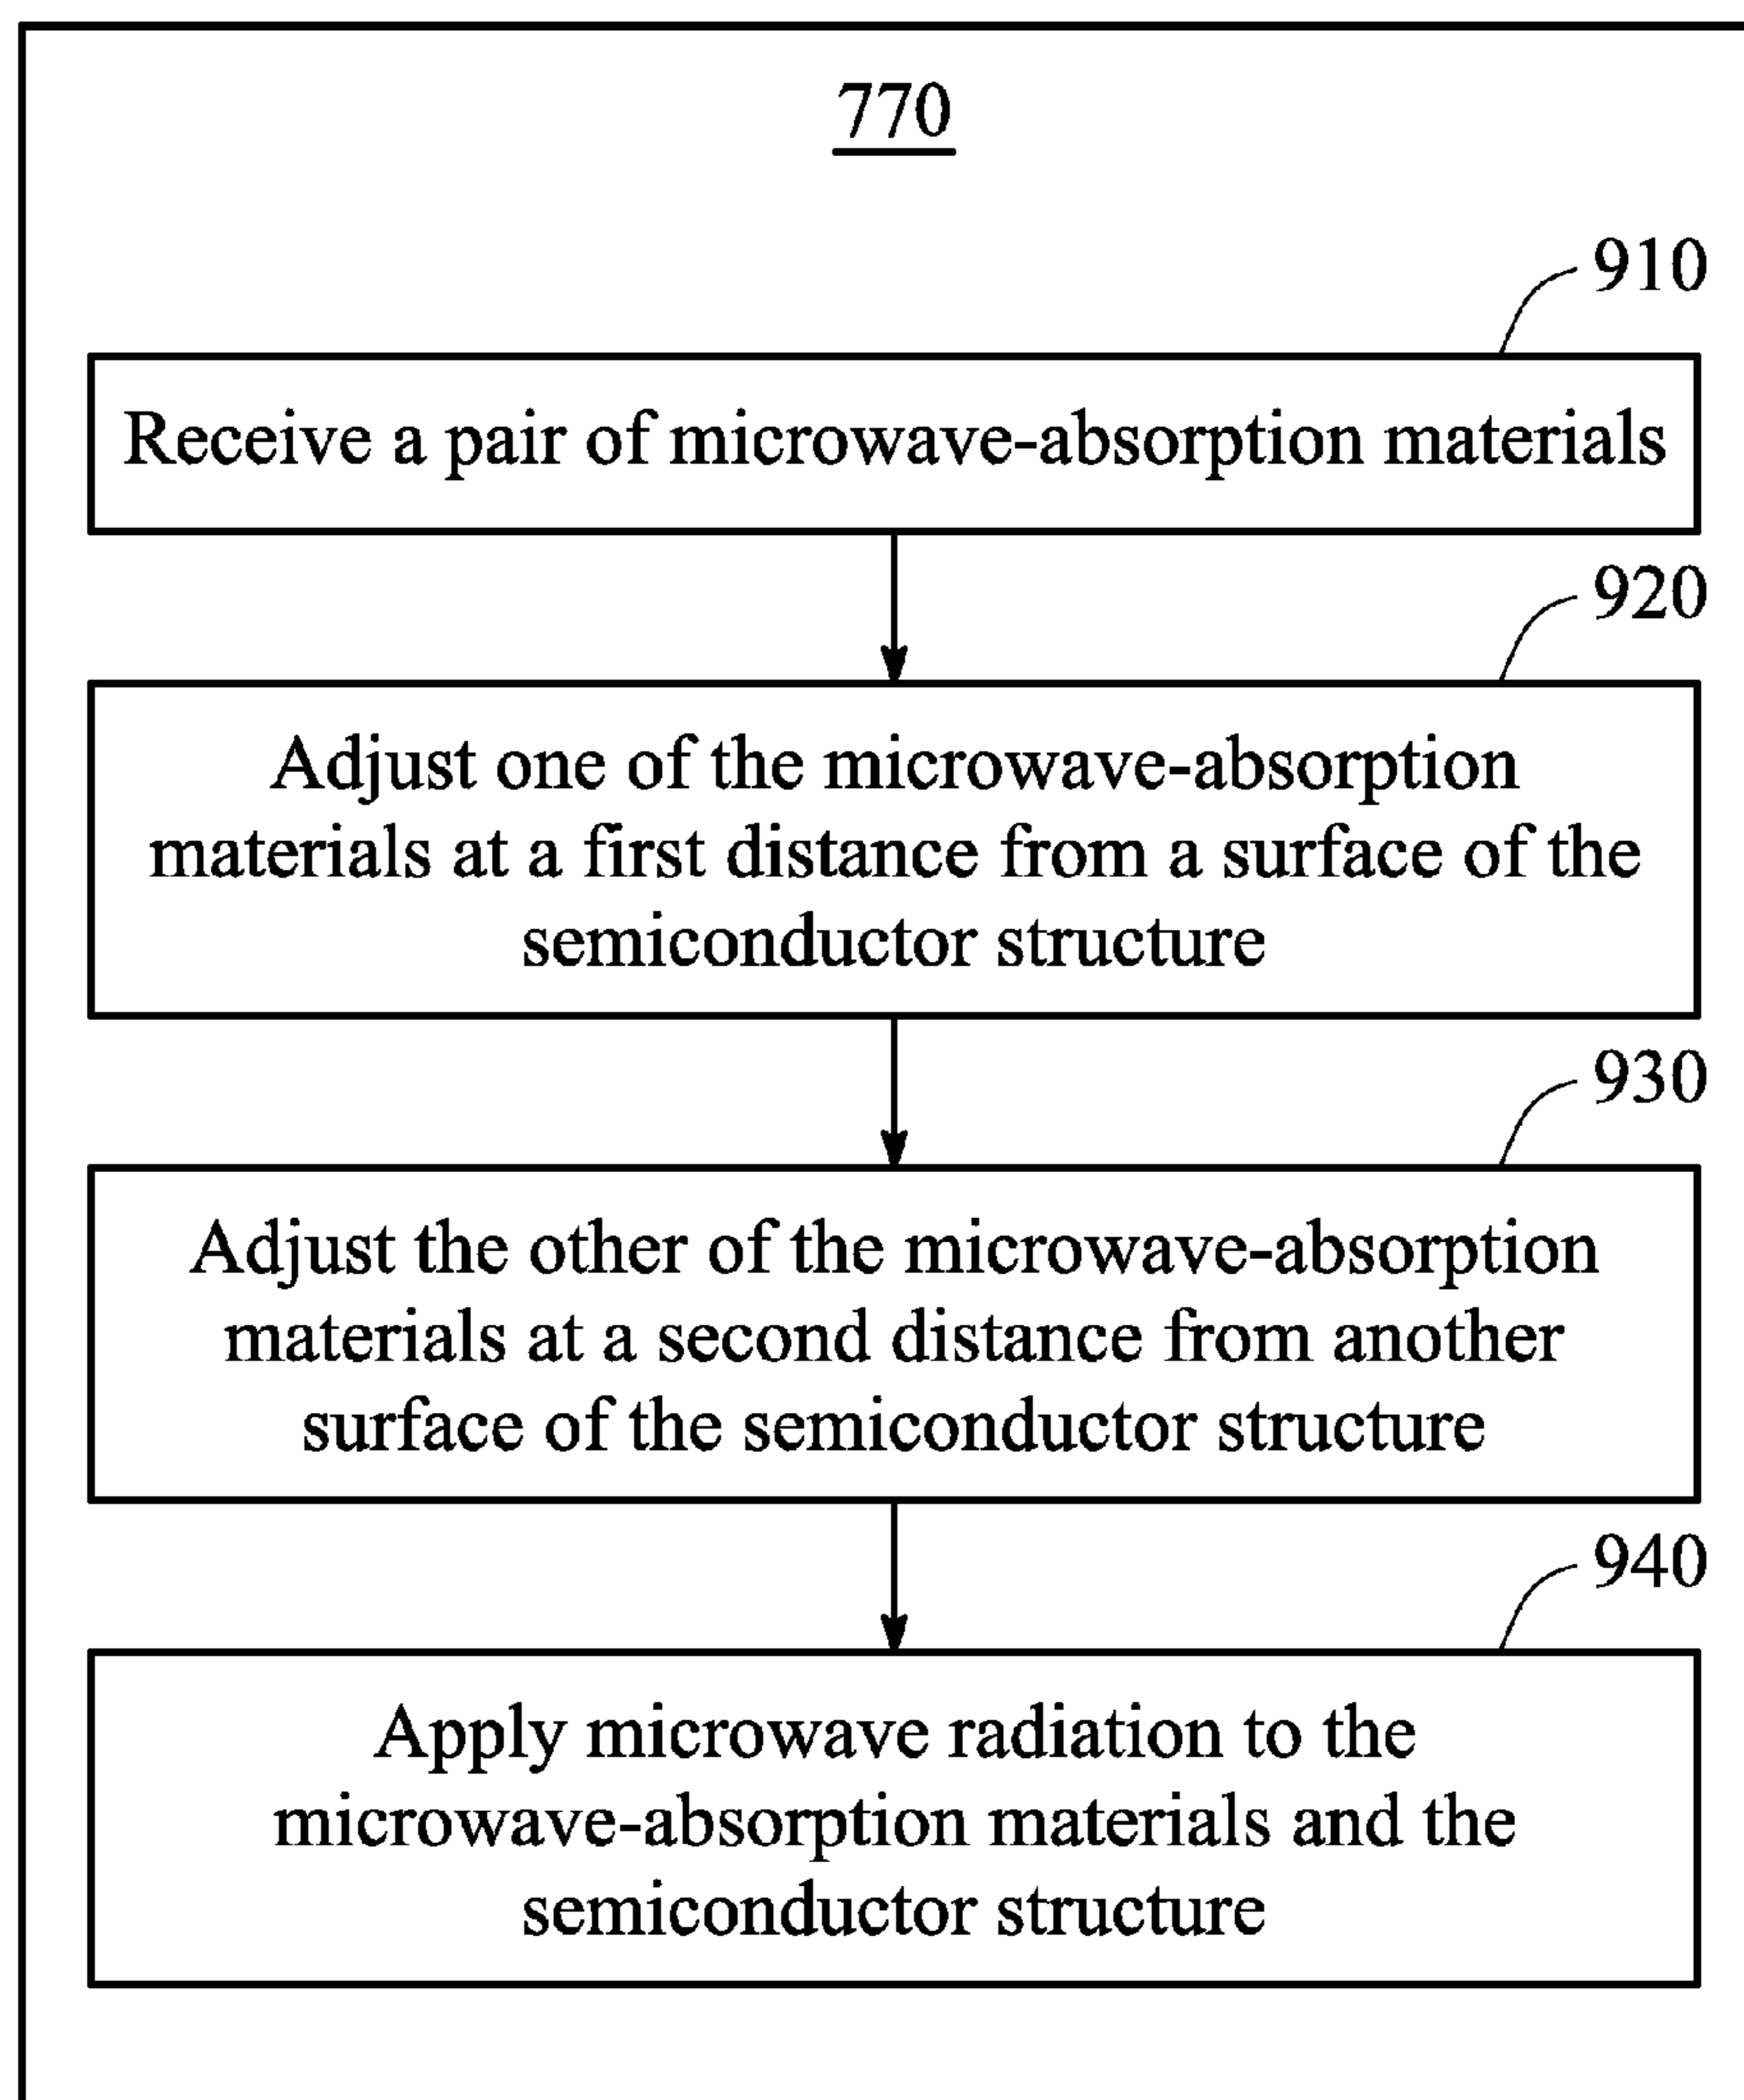 770
910
Receive a pair of microwave-absorption materials
920
Adjust one of the microwave-absorption
materials at a first distance from a surface of the
semiconductor structure
930
Adjust the other of the microwave-absorption
materials at a second distance from another
surface of the semiconductor structure
940
Apply microwave radiation to the
microwave-absorption materials and the
semiconductor structure